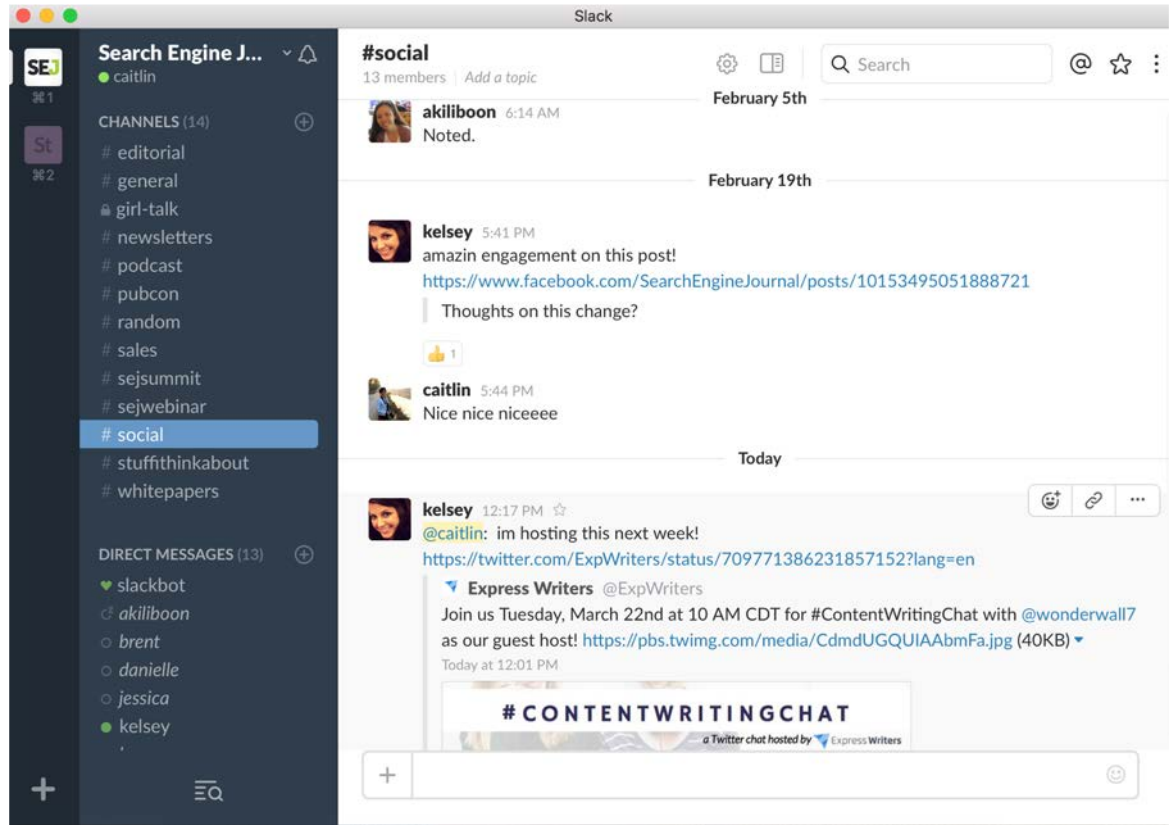 Slack
SEJ
⌘1
St
⌘2
Search Engine J...
caitlin
CHANNELS (14)
# editorial
# general
girl-talk
# newsletters
# podcast
# pubcon
# random
# sales
# sejsummit
# sejwebinar
# social
# stuffithinkabout
# whitepapers
DIRECT MESSAGES (13)
slackbot
akiliboon
brent
danielle
jessica
kelsey
#social
13 members | Add a topic
Search
February 5th
akiliboon 6:14 AM
Noted.
February 19th
kelsey 5:41 PM
amazin engagement on this post!
https://www.facebook.com/SearchEngineJournal/posts/10153495051888721
Thoughts on this change?
1
caitlin 5:44 PM
Nice nice niceeee
Today
kelsey 12:17 PM
@caitlin: im hosting this next week!
https://twitter.com/ExpWriters/status/709771386231857152?lang=en
Express Writers @ExpWriters
Join us Tuesday, March 22nd at 10 AM CDT for #ContentWritingChat with @wonderwall7
as our guest host! https://pbs.twimg.com/media/CdmdUGQUIAAbmFa.jpg (40KB)
Today at 12:01 PM
#CONTENTWRITINGCHAT
a Twitter chat hosted by Express Writers